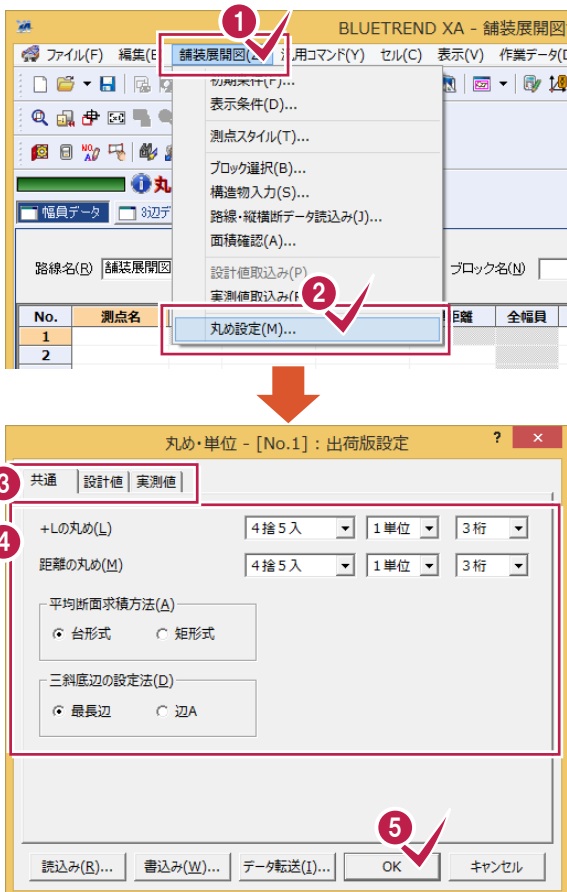 1
BLUETREND XA - 舗装展開図
ファイル(F) 編集(E 舗装展開図(Z) 汎用コマンド(Y) セル(C) 表示(V) 作業データ(D
初期条件(F)...
表示条件(D)...
測点スタイル(T)...
ブロック選択(B)...
丸
構造物入力(S)...
幅員データ 3辺デ
路線・縦横断データ読込み(J)...
面積確認(A)...
路線名(R) 舗装展開図
設計値取込み(P)
ブロック名(N)
実測値取込み(E)
2
No. 測点名 距離 全幅員
丸め設定(M)...
1
2
丸め・単位 - [No.1] : 出荷版設定 ? ×
3
共通 設計値 実測値
4
+Lの丸め(L) 4捨5入 1単位 3桁
距離の丸め(M) 4捨5入 1単位 3桁
平均断面求積方法(A)
台形式 矩形式
三斜底辺の設定法(D)
最長辺 辺A
5
読込み(R)... 書込み(W)... データ転送(I)... OK キャンセル